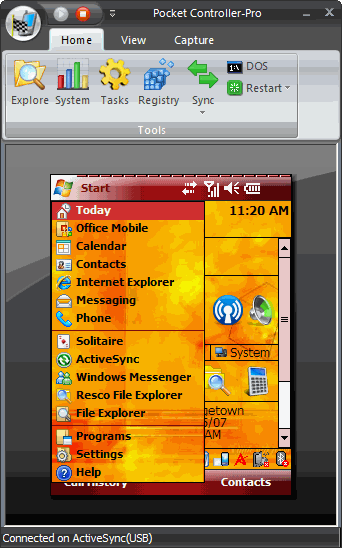 Pocket Controller-Pro
Home View Capture
Explore System Tasks Registry Sync
DOS
Restart
Tools
Start
11:20 AM
Today
Office Mobile
Calendar
Contacts
Internet Explorer
Messaging
Phone
Solitaire
ActiveSync
System
Windows Messenger
Resco File Explorer
File Explorer
getown
5/07
AM
Programs
Settings
Help
Call History Contacts
Connected on ActiveSync(USB)